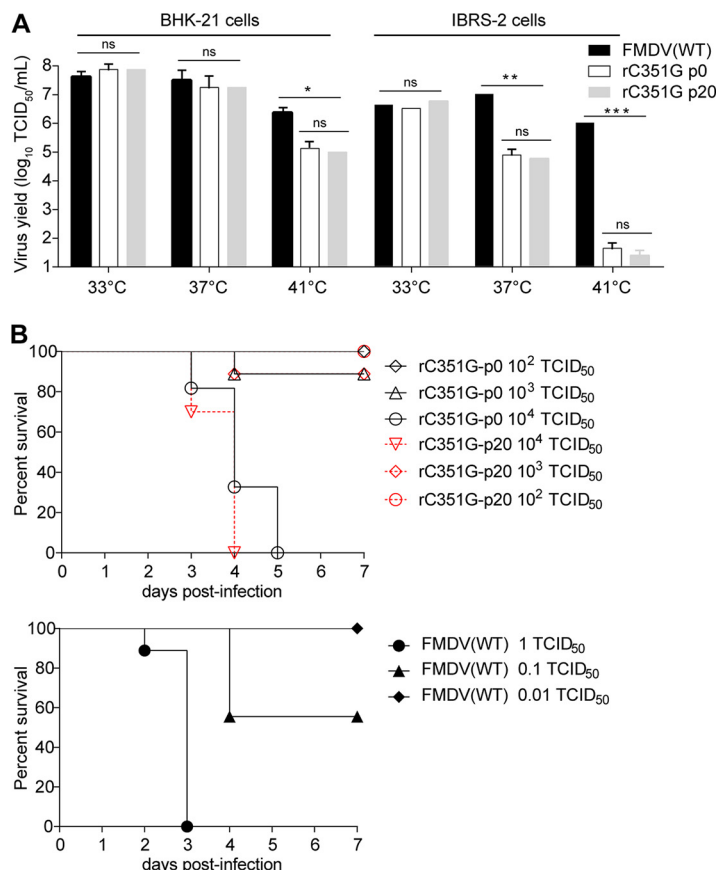 A
BHK-21 cells
IBRS-2 cells
FMDV(WT)
rC351G p0
rC351G p20
Virus yield (log10 TCID50/mL)
8
7
6
5
4
3
2
1
ns
ns
*
ns
ns
**
ns
***
ns
33°C
37°C
41°C
33°C
37°C
41°C
B
Percent survival
100
80
60
40
20
0
0
1
2
3
4
5
6
7
days post-infection
rC351G-p0 10² TCID50
rC351G-p0 10³ TCID50
rC351G-p0 10⁴ TCID50
rC351G-p20 10⁴ TCID50
rC351G-p20 10³ TCID50
rC351G-p20 10² TCID50
Percent survival
100
80
60
40
20
0
0
1
2
3
4
5
6
7
days post-infection
FMDV(WT) 1 TCID50
FMDV(WT) 0.1 TCID50
FMDV(WT) 0.01 TCID50